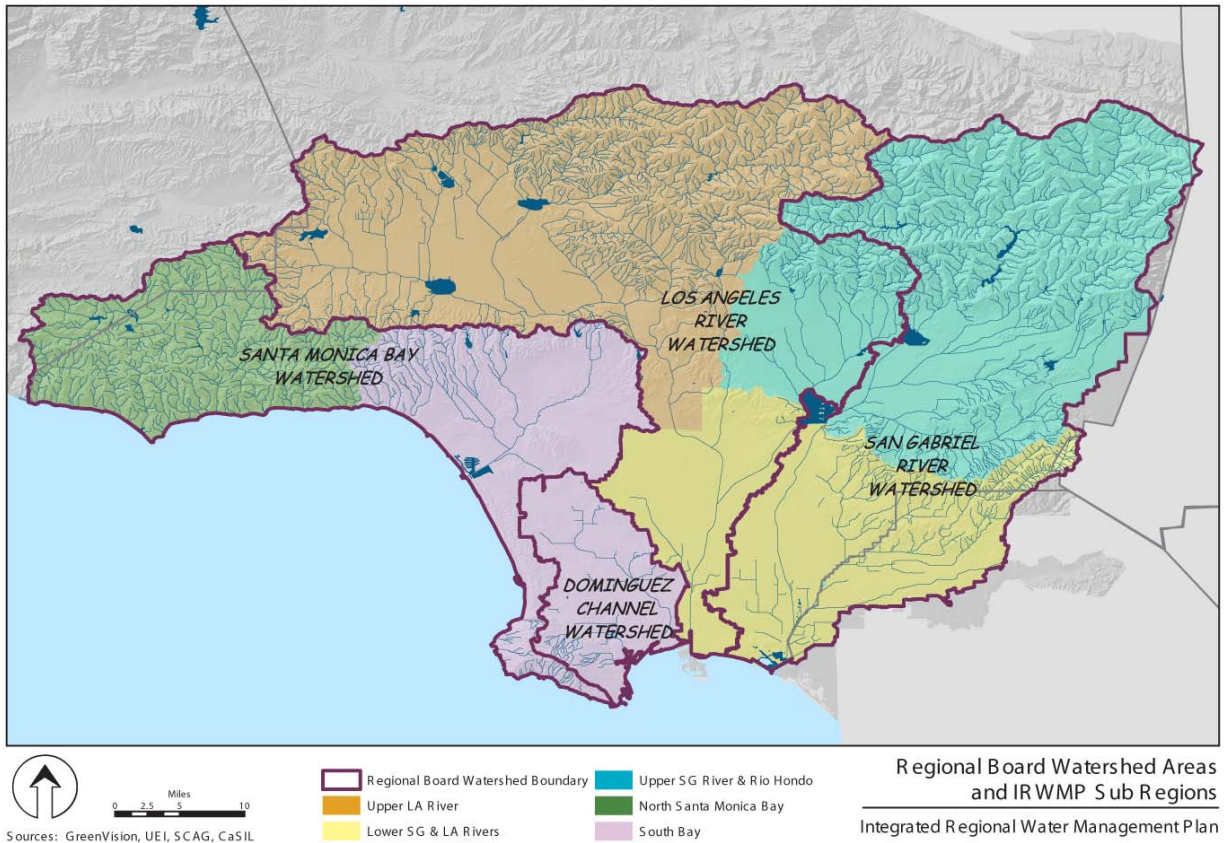 LOS ANGELES
RIVER
WATERSHED
SANTA MONICA BAY
WATERSHED
SAN GABRIEL
RIVER
WATERSHED
DOMINGUEZ
CHANNEL
WATERSHED
Miles
0 2.5 5 10
Sources: GreenVision, UEI, SCAG, CaSIL
Regional Board Watershed Boundary
Upper LA River
Lower SG & LA Rivers
Upper SG River & Rio Hondo
North Santa Monica Bay
South Bay
Regional Board Watershed Areas
and IRWMP Sub Regions
Integrated Regional Water Management Plan